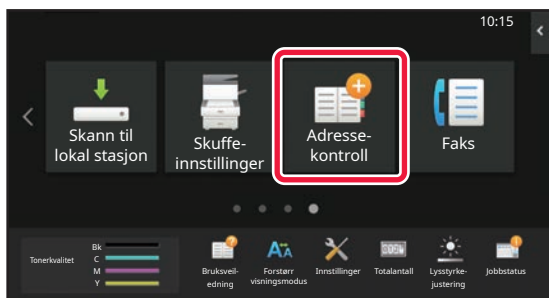 10:15
Skann til
lokal stasjon
Skuffe-
innstillinger
Adresse-
kontroll
Faks
Tonerkvalitet
Bk
C
M
Y
Bruksveil-
edning
Forstørr
visningsmodus
Innstillinger
Totalantall
Lysstyrke-
justering
Jobbstatus